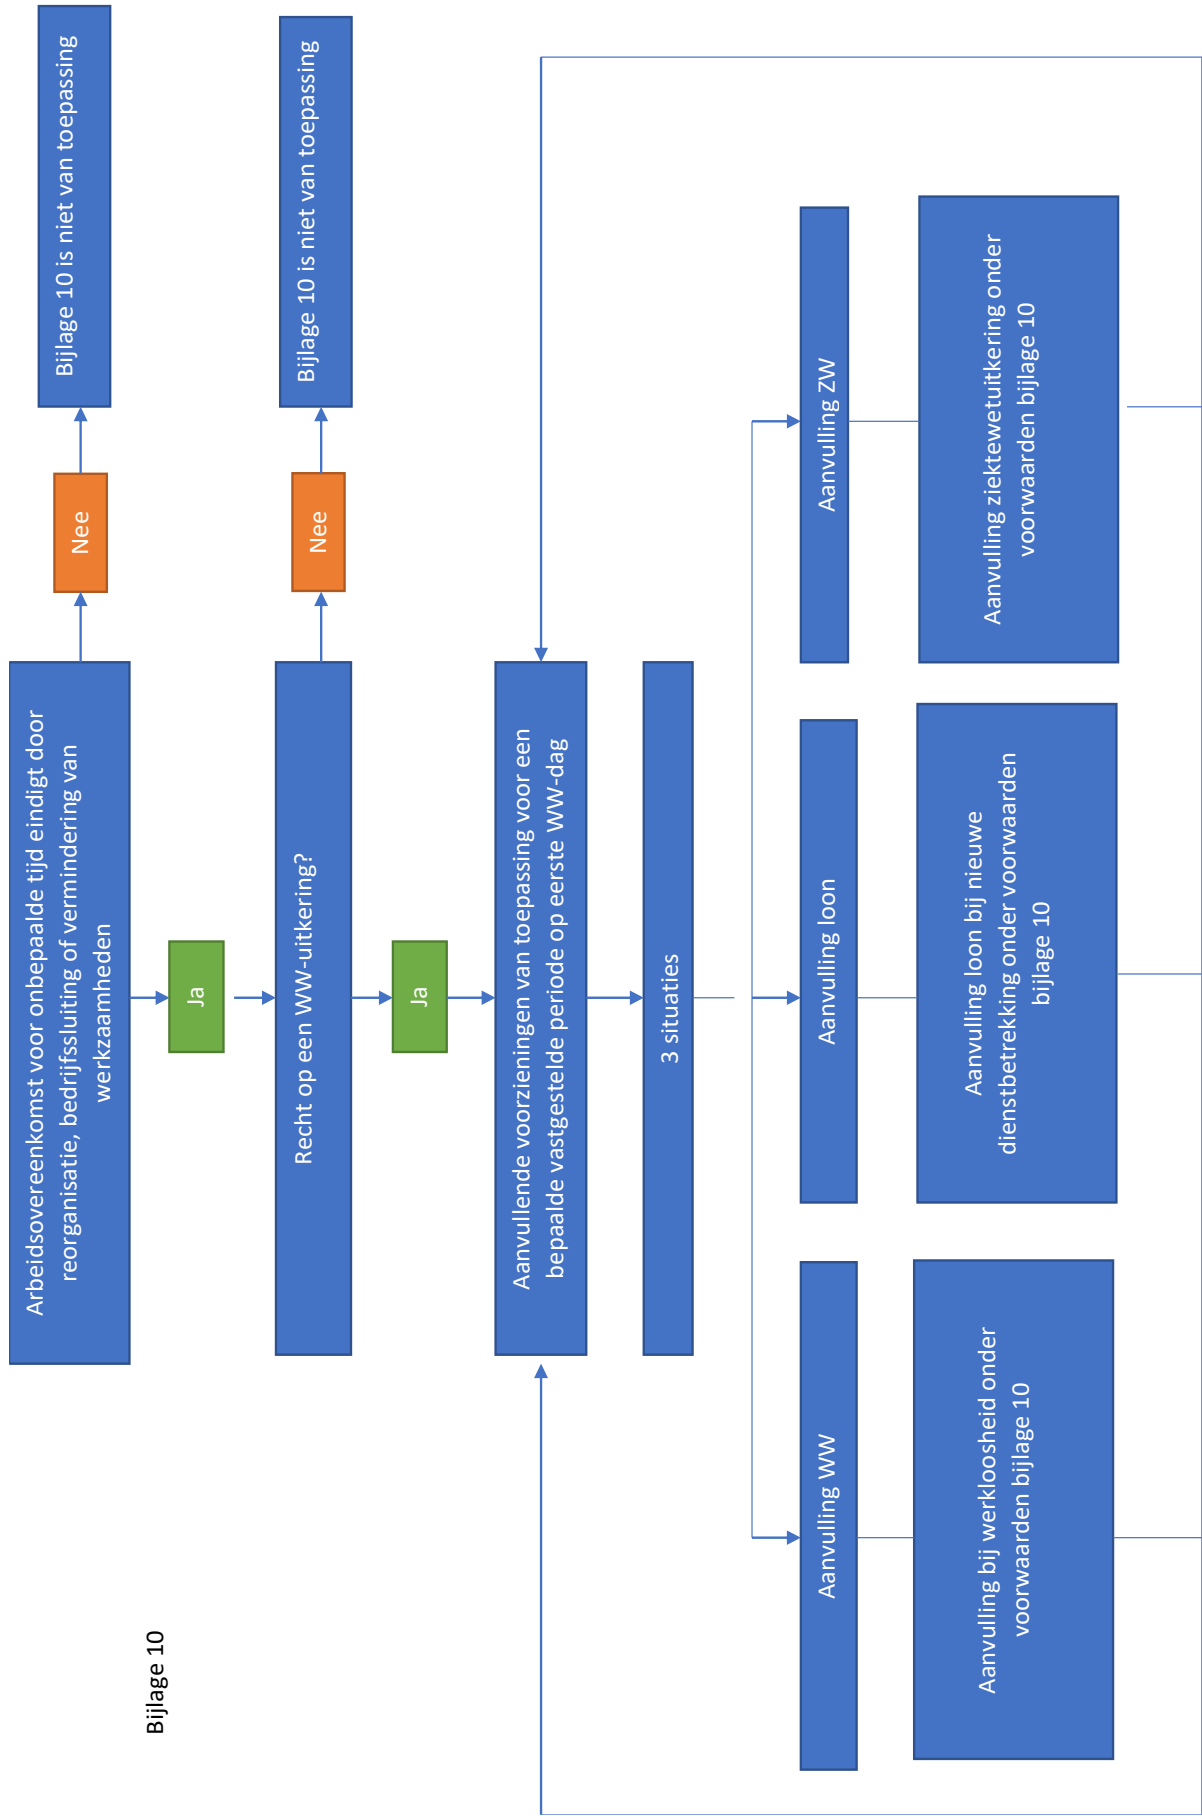 Bijlage 10
Arbeidsovereenkomst voor onbepaalde tijd eindigt door
reorganisatie, bedrijfssluiting of vermindering van
werkzaamheden
Nee
Bijlage 10 is niet van toepassing
Ja
Recht op een WW-uitkering?
Nee
Bijlage 10 is niet van toepassing
Ja
Aanvullende voorzieningen van toepassing voor een
bepaalde vastgestelde periode op eerste WW-dag
3 situaties
Aanvulling WW
Aanvulling loon
Aanvulling ZW
Aanvulling bij werkloosheid onder
voorwaarden bijlage 10
Aanvulling loon bij nieuwe
dienstbetrekking onder voorwaarden
bijlage 10
Aanvulling ziektewetuitkering onder
voorwaarden bijlage 10